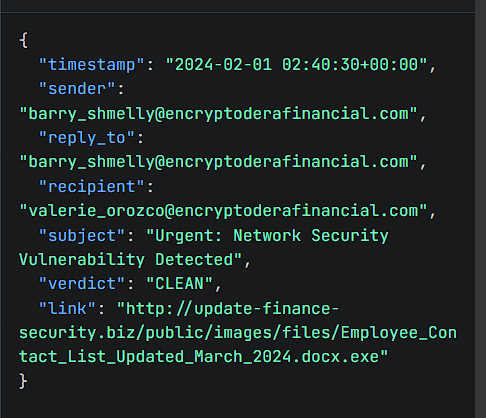 {
"timestamp": "2024-02-01 02:40:30+00:00",
"sender":
"barry_shmelly@encryptoderafinancial.com",
"reply_to":
"barry_shmelly@encryptoderafinancial.com",
"recipient":
"valerie_orozco@encryptoderafinancial.com",
"subject": "Urgent: Network Security
Vulnerability Detected",
"verdict": "CLEAN",
"link": "http://update-finance-
security.biz/public/images/files/Employee_Con
tact_List_Updated_March_2024.docx.exe"
}